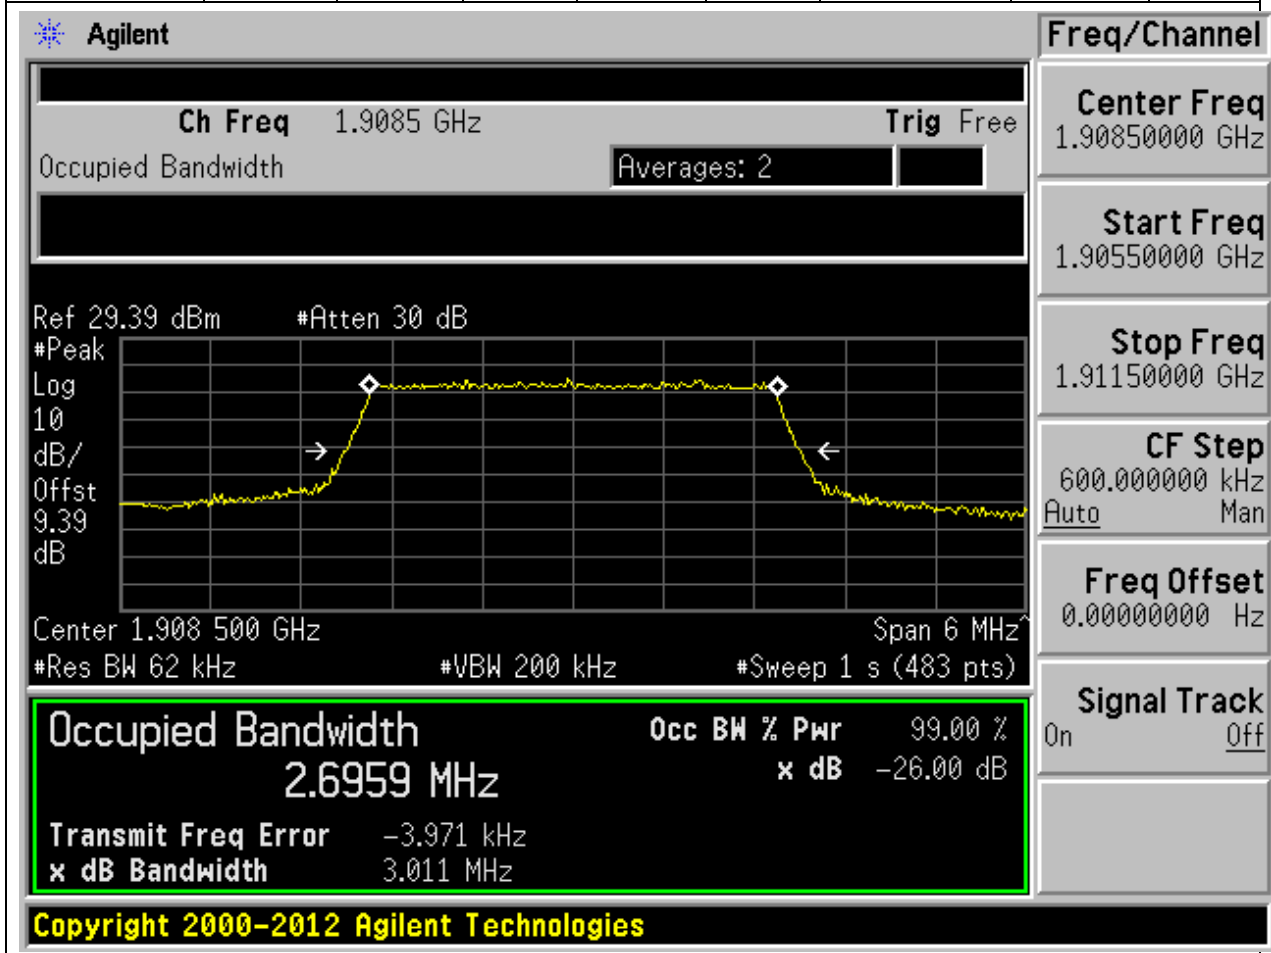 Agilent
Freq/Channel
Ch Freq 1.9085 GHz Trig Free
Occupied Bandwidth Averages: 2
Ref 29.39 dBm #Atten 30 dB
#Peak
Log
10
dB/
Offst
9.39
dB
Center 1.908 500 GHz Span 6 MHz^
#Res BW 62 kHz #VBW 200 kHz #Sweep 1 s (483 pts)
Occupied Bandwidth Occ BW % Pwr 99.00 %
2.6959 MHz x dB -26.00 dB
Transmit Freq Error -3.971 kHz
x dB Bandwidth 3.011 MHz
Copyright 2000-2012 Agilent Technologies
Center Freq
1.90850000 GHz
Start Freq
1.90550000 GHz
Stop Freq
1.91150000 GHz
CF Step
600.000000 kHz
Auto Man
Freq Offset
0.00000000 Hz
Signal Track
On Off